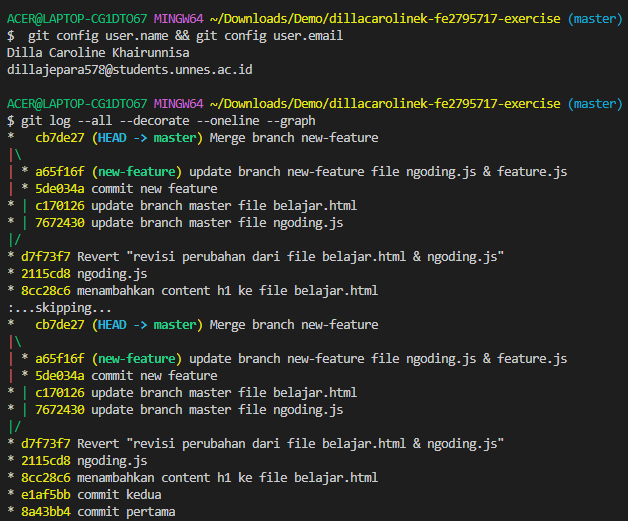 ACER@LAPTOP-CG1DTO67 MINGW64 ~/Downloads/Demo/dillacarolinek-fe2795717-exercise (master)
$  git config user.name && git config user.email
Dilla Caroline Khairunnisa
dillajepara578@students.unnes.ac.id

ACER@LAPTOP-CG1DTO67 MINGW64 ~/Downloads/Demo/dillacarolinek-fe2795717-exercise (master)
$ git log --all --decorate --oneline --graph
*   cb7de27 (HEAD -> master) Merge branch new-feature
|\
| * a65f16f (new-feature) update branch new-feature file ngoding.js & feature.js
| * 5de034a commit new feature
* | c170126 update branch master file belajar.html
* | 7672430 update branch master file ngoding.js
|/
* d7f73f7 Revert "revisi perubahan dari file belajar.html & ngoding.js"
* 2115cd8 ngoding.js
* 8cc28c6 menambahkan content h1 ke file belajar.html
:...skipping...
*   cb7de27 (HEAD -> master) Merge branch new-feature
|\
| * a65f16f (new-feature) update branch new-feature file ngoding.js & feature.js
| * 5de034a commit new feature
* | c170126 update branch master file belajar.html
* | 7672430 update branch master file ngoding.js
|/
* d7f73f7 Revert "revisi perubahan dari file belajar.html & ngoding.js"
* 2115cd8 ngoding.js
* 8cc28c6 menambahkan content h1 ke file belajar.html
* e1af5bb commit kedua
* 8a43bb4 commit pertama